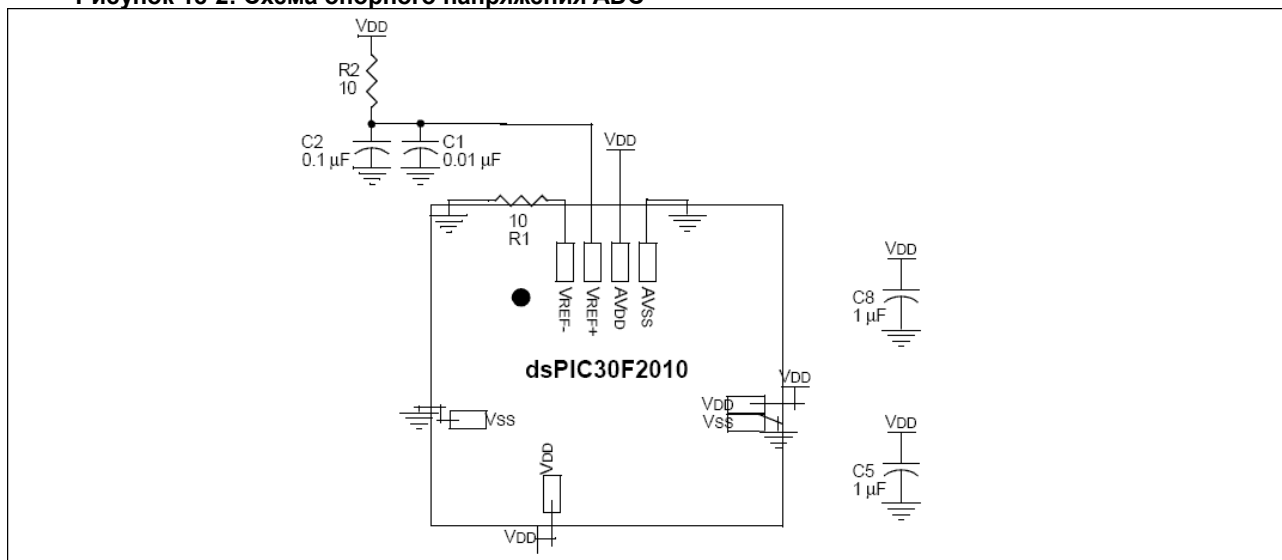 Рисунок 18-2. Схема опорного напряжения ADC
VDD
R2
10
C2
0.1 µF
C1
0.01 µF
VDD
10
R1
VREF-
VREF+
AVDD
AVSS
VDD
C8
1 µF
dsPIC30F2010
VDD
VDD
VSS
VSS
VDD
C5
1 µF
VDD
VDD